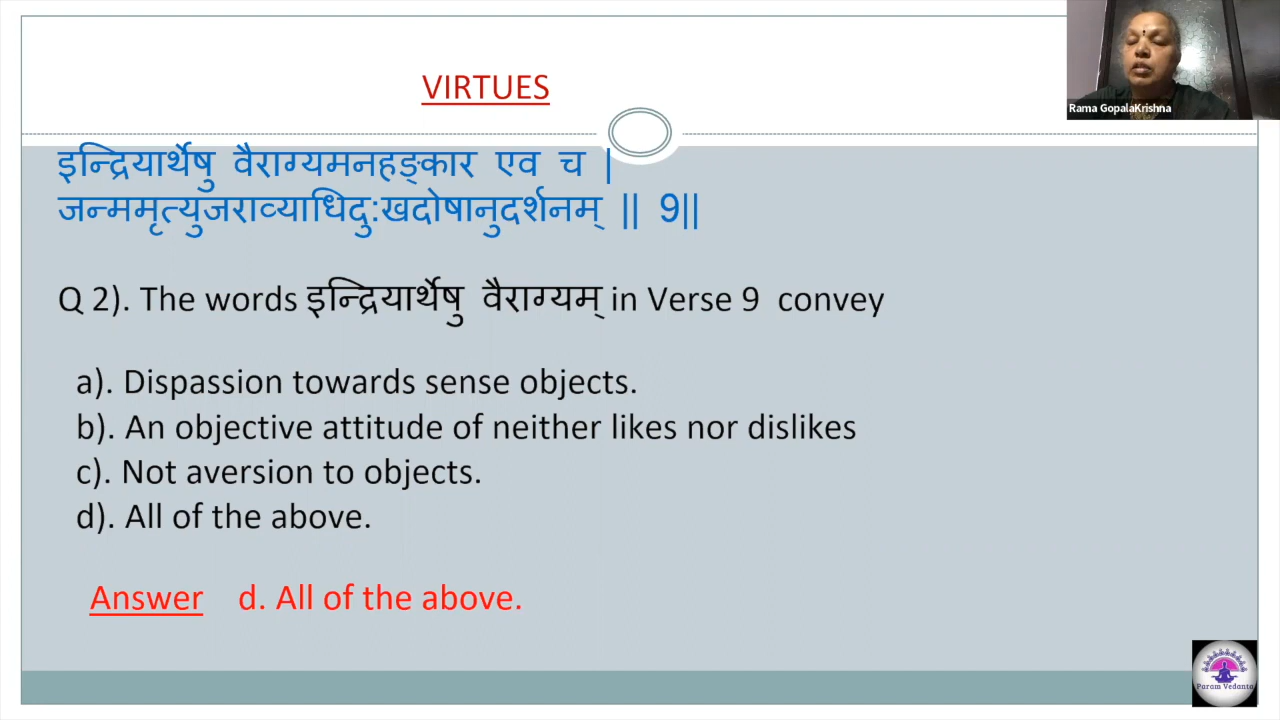 VIRTUES
Rama GopalaKrishna
इन्द्रियार्थेषु वैराग्यमनहङ्कार एव च |
जन्ममृत्युजराव्याधिदु:खदोषानुदर्शनम् || 9||
Q 2). The words इन्द्रियार्थेषु वैराग्यम् in Verse 9 convey
a). Dispassion towards sense objects.
b). An objective attitude of neither likes nor dislikes
c). Not aversion to objects.
d). All of the above.
Answer d. All of the above.
Param Vedanta